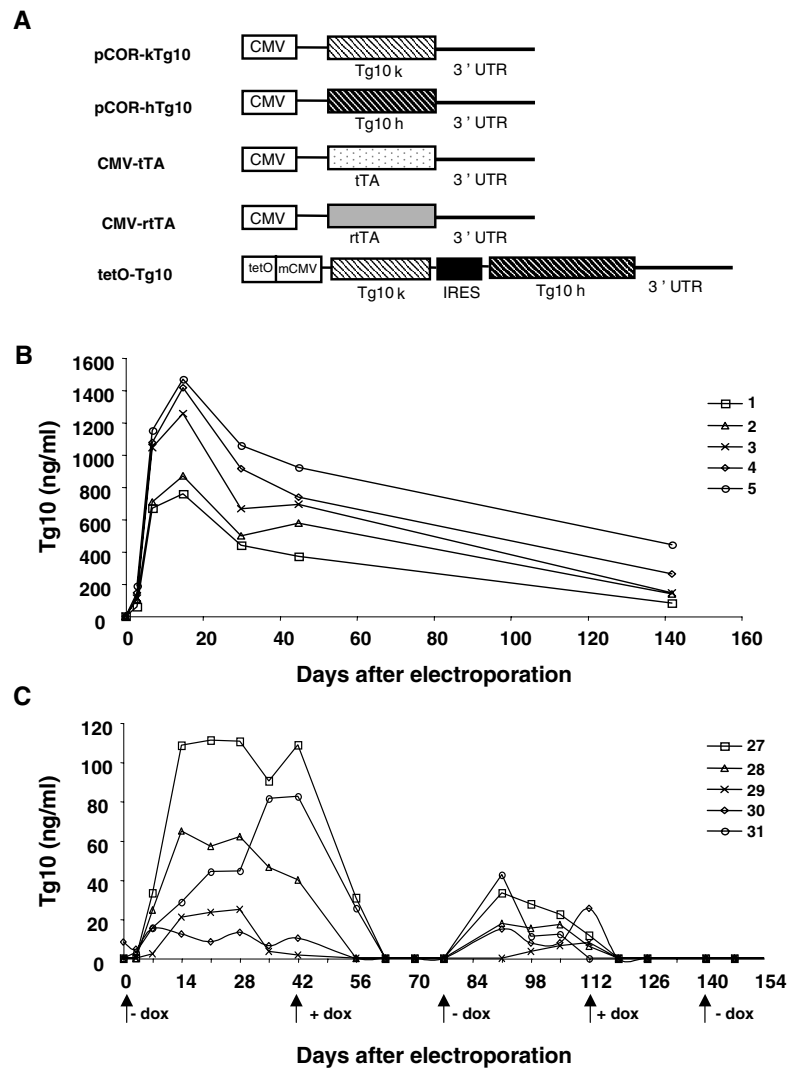 A
pCOR-kTg10
CMV
Tg10 k
3 ' UTR
pCOR-hTg10
CMV
Tg10 h
3 ' UTR
CMV-tTA
CMV
tTA
3 ' UTR
CMV-rtTA
CMV
rtTA
3 ' UTR
tetO-Tg10
tetO
mCMV
Tg10 k
IRES
Tg10 h
3 ' UTR
B
Tg10 (ng/ml)
1600
1400
1200
1000
800
600
400
200
0
0 20 40 60 80 100 120 140 160
Days after electroporation
1
2
3
4
5
C
Tg10 (ng/ml)
120
100
80
60
40
20
0
0 14 28 42 56 70 84 98 112 126 140 154
- dox + dox - dox + dox - dox
Days after electroporation
27
28
29
30
31